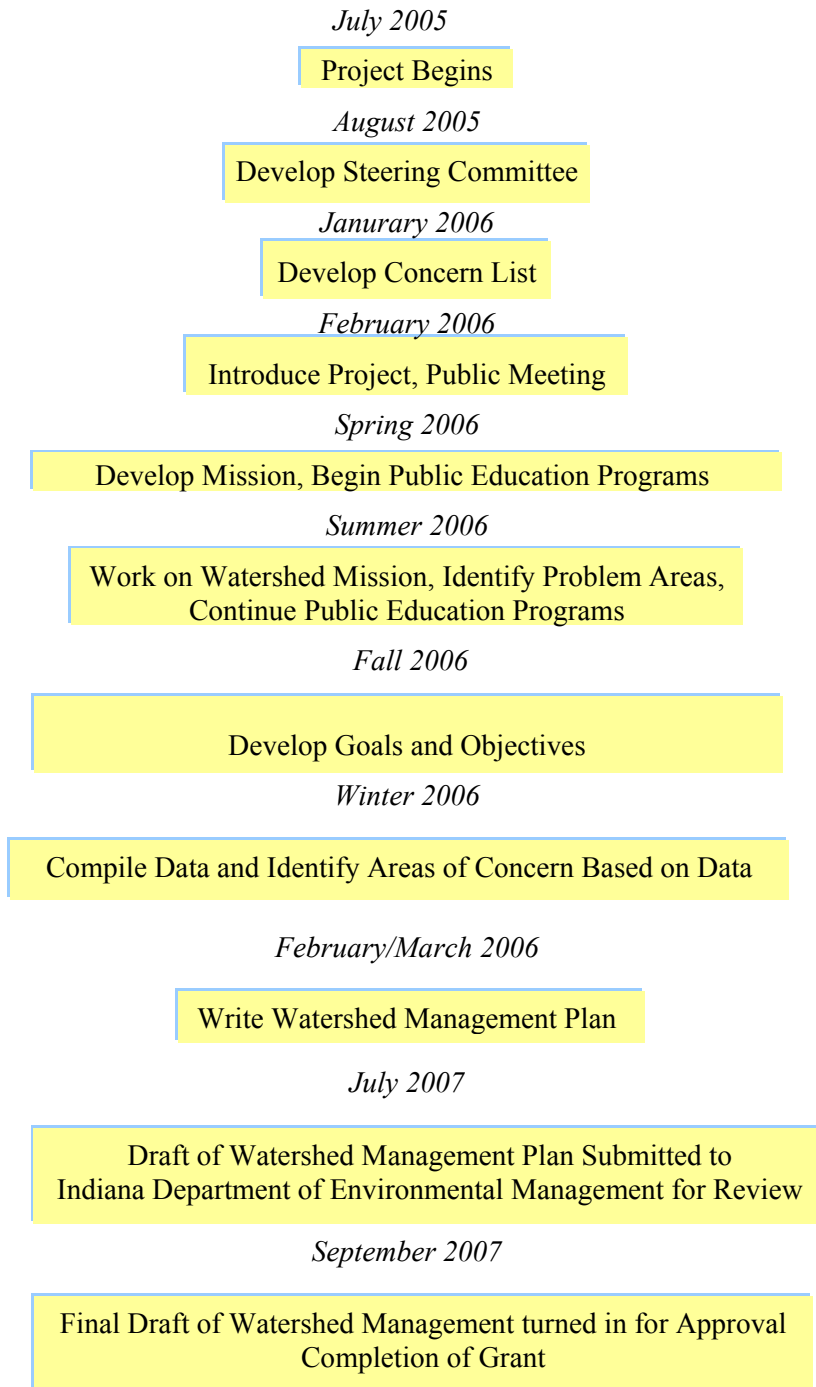 July 2005
Project Begins
August 2005
Develop Steering Committee
Janurary 2006
Develop Concern List
February 2006
Introduce Project, Public Meeting
Spring 2006
Develop Mission, Begin Public Education Programs
Summer 2006
Work on Watershed Mission, Identify Problem Areas,
Continue Public Education Programs
Fall 2006
Develop Goals and Objectives
Winter 2006
Compile Data and Identify Areas of Concern Based on Data
February/March 2006
Write Watershed Management Plan
July 2007
Draft of Watershed Management Plan Submitted to
Indiana Department of Environmental Management for Review
September 2007
Final Draft of Watershed Management turned in for Approval
Completion of Grant